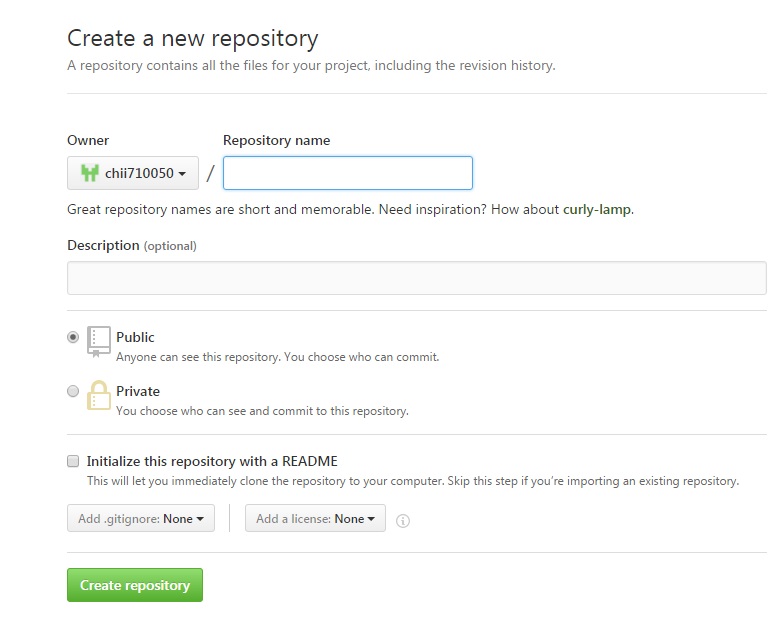 Create a new repository
A repository contains all the files for your project, including the revision history.
Owner Repository name
chii710050 /
Great repository names are short and memorable. Need inspiration? How about curly-lamp.
Description (optional)
Public
Anyone can see this repository. You choose who can commit.
Private
You choose who can see and commit to this repository.
Initialize this repository with a README
This will let you immediately clone the repository to your computer. Skip this step if you’re importing an existing repository.
Add .gitignore: None Add a license: None
Create repository